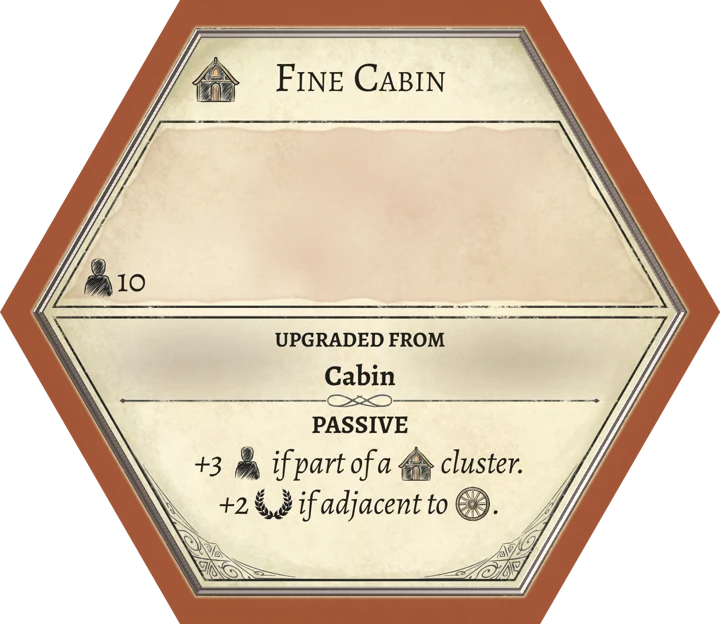 Fine Cabin
10
UPGRADED FROM
Cabin
PASSIVE
+3 if part of a cluster.
+2 if adjacent to .